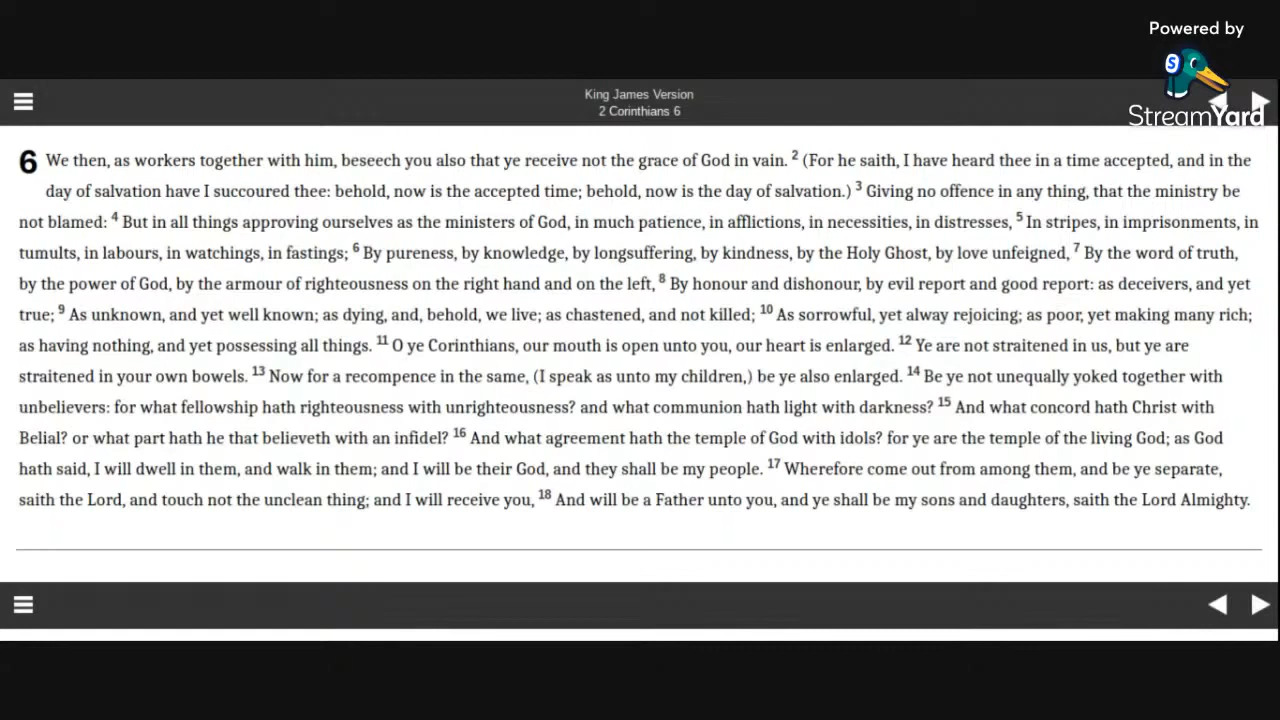 Powered by
StreamYard
King James Version
2 Corinthians 6
6 We then, as workers together with him, beseech you also that ye receive not the grace of God in vain. 2 (For he saith, I have heard thee in a time accepted, and in the
day of salvation have I succoured thee: behold, now is the accepted time; behold, now is the day of salvation.) 3 Giving no offence in any thing, that the ministry be
not blamed: 4 But in all things approving ourselves as the ministers of God, in much patience, in afflictions, in necessities, in distresses, 5 In stripes, in imprisonments, in
tumults, in labours, in watchings, in fastings; 6 By pureness, by knowledge, by longsuffering, by kindness, by the Holy Ghost, by love unfeigned, 7 By the word of truth,
by the power of God, by the armour of righteousness on the right hand and on the left, 8 By honour and dishonour, by evil report and good report: as deceivers, and yet
true; 9 As unknown, and yet well known; as dying, and, behold, we live; as chastened, and not killed; 10 As sorrowful, yet alway rejoicing; as poor, yet making many rich;
as having nothing, and yet possessing all things. 11 O ye Corinthians, our mouth is open unto you, our heart is enlarged. 12 Ye are not straitened in us, but ye are
straitened in your own bowels. 13 Now for a recompence in the same, (I speak as unto my children,) be ye also enlarged. 14 Be ye not unequally yoked together with
unbelievers: for what fellowship hath righteousness with unrighteousness? and what communion hath light with darkness? 15 And what concord hath Christ with
Belial? or what part hath he that believeth with an infidel? 16 And what agreement hath the temple of God with idols? for ye are the temple of the living God; as God
hath said, I will dwell in them, and walk in them; and I will be their God, and they shall be my people. 17 Wherefore come out from among them, and be ye separate,
saith the Lord, and touch not the unclean thing; and I will receive you, 18 And will be a Father unto you, and ye shall be my sons and daughters, saith the Lord Almighty.